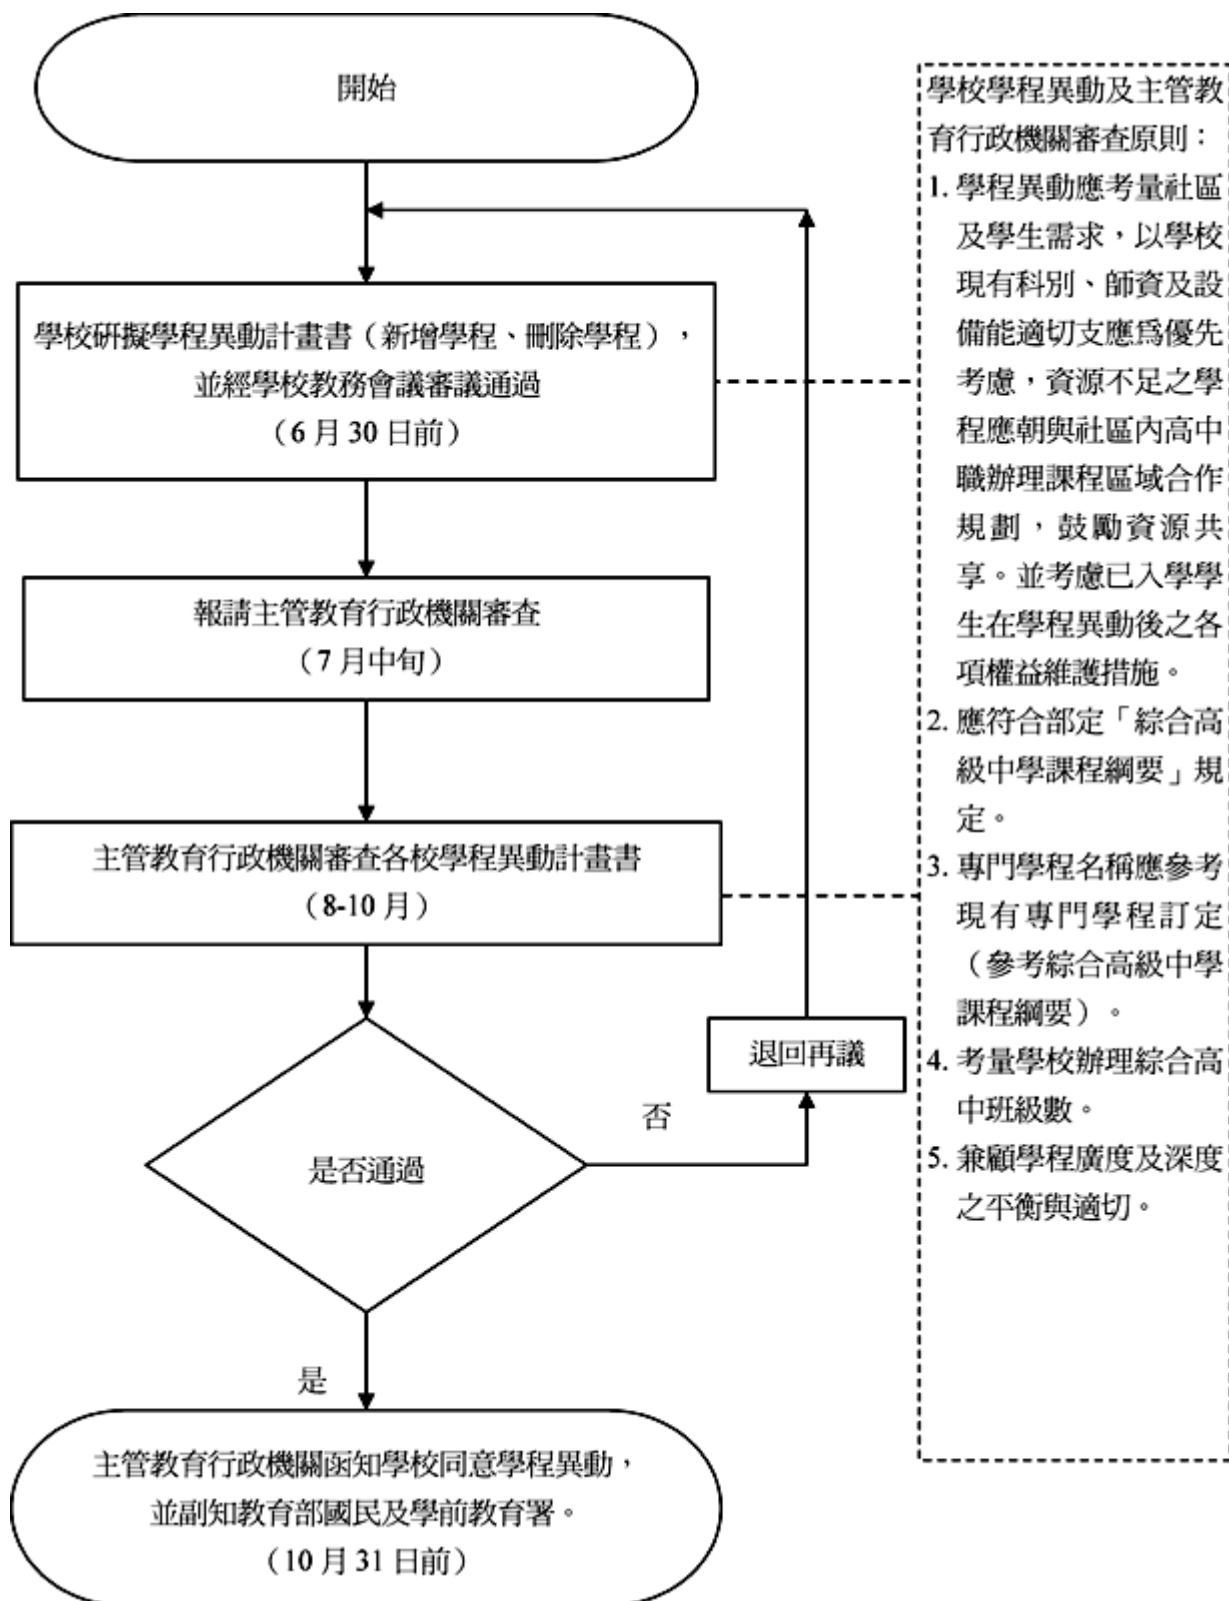 開始
學校研擬學程異動計畫書（新增學程、刪除學程），
並經學校教務會議審議通過
（6 月 30 日前）
報請主管教育行政機關審查
（7 月中旬）
主管教育行政機關審查各校學程異動計畫書
（8-10 月）
是否通過
否
退回再議
是
主管教育行政機關函知學校同意學程異動，
並副知教育部國民及學前教育署。
（10 月 31 日前）
學校學程異動及主管教
育行政機關審查原則：
1. 學程異動應考量社區
及學生需求，以學校
現有科別、師資及設
備能適切支應爲優先
考慮，資源不足之學
程應朝與社區內高中
職辦理課程區域合作
規劃，鼓勵資源共
享。並考慮已入學學
生在學程異動後之各
項權益維護措施。
2. 應符合部定「綜合高
級中學課程綱要」規
定。
3. 專門學程名稱應參考
現有專門學程訂定
（參考綜合高級中學
課程綱要）。
4. 考量學校辦理綜合高
中班級數。
5. 兼顧學程廣度及深度
之平衡與適切。